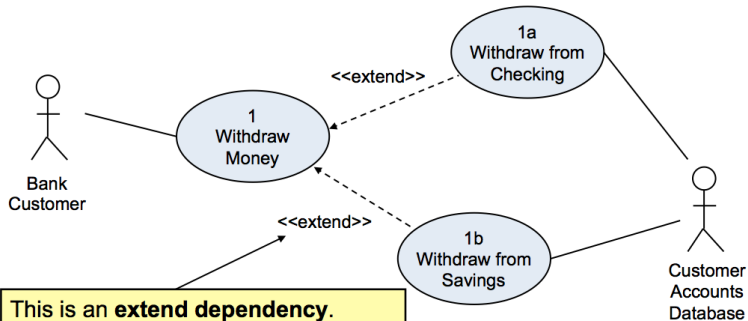 1a
Withdraw from
Checking
<<extend>>
1
Withdraw
Money
Bank
Customer
<<extend>>
1b
Withdraw from
Savings
Customer
Accounts
Database
This is an extend dependency.